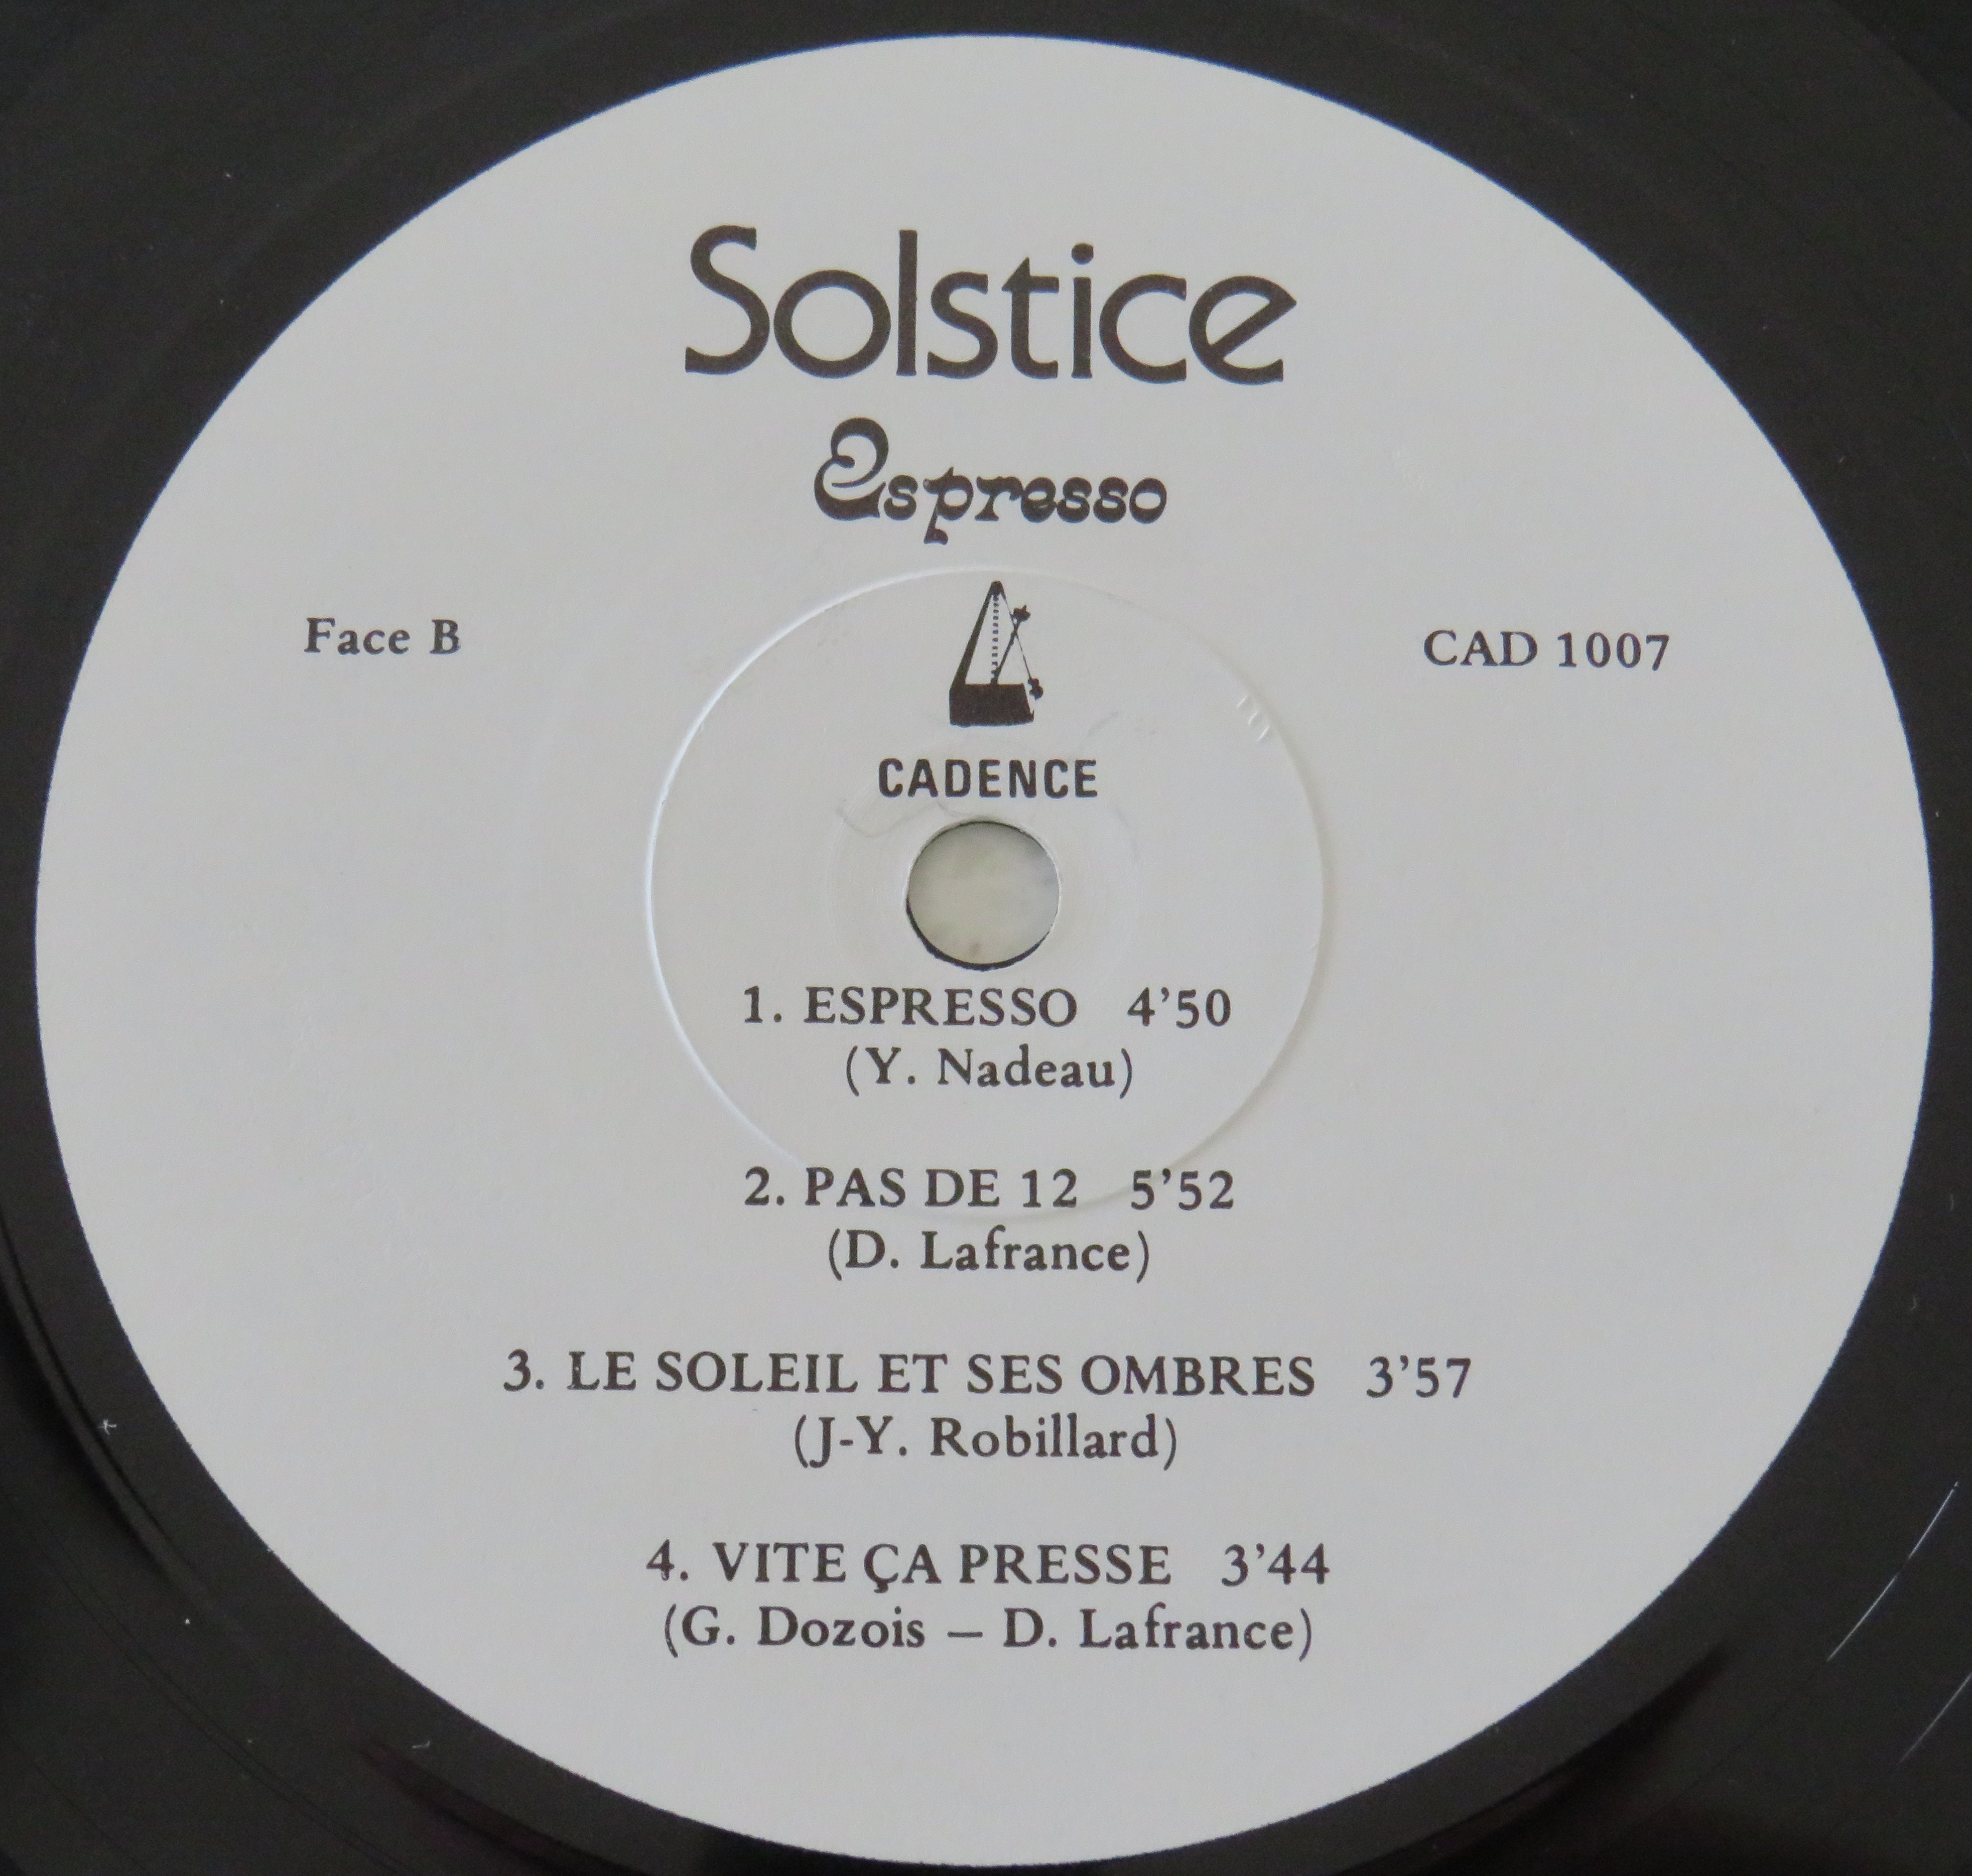 Solstice
Espresso
Face B
CAD 1007
CADENCE
1. ESPRESSO 4’50
(Y. Nadeau)
2. PAS DE 12 5’52
(D. Lafrance)
3. LE SOLEIL ET SES OMBRES 3’57
(J-Y. Robillard)
4. VITE ÇA PRESSE 3’44
(G. Dozois – D. Lafrance)